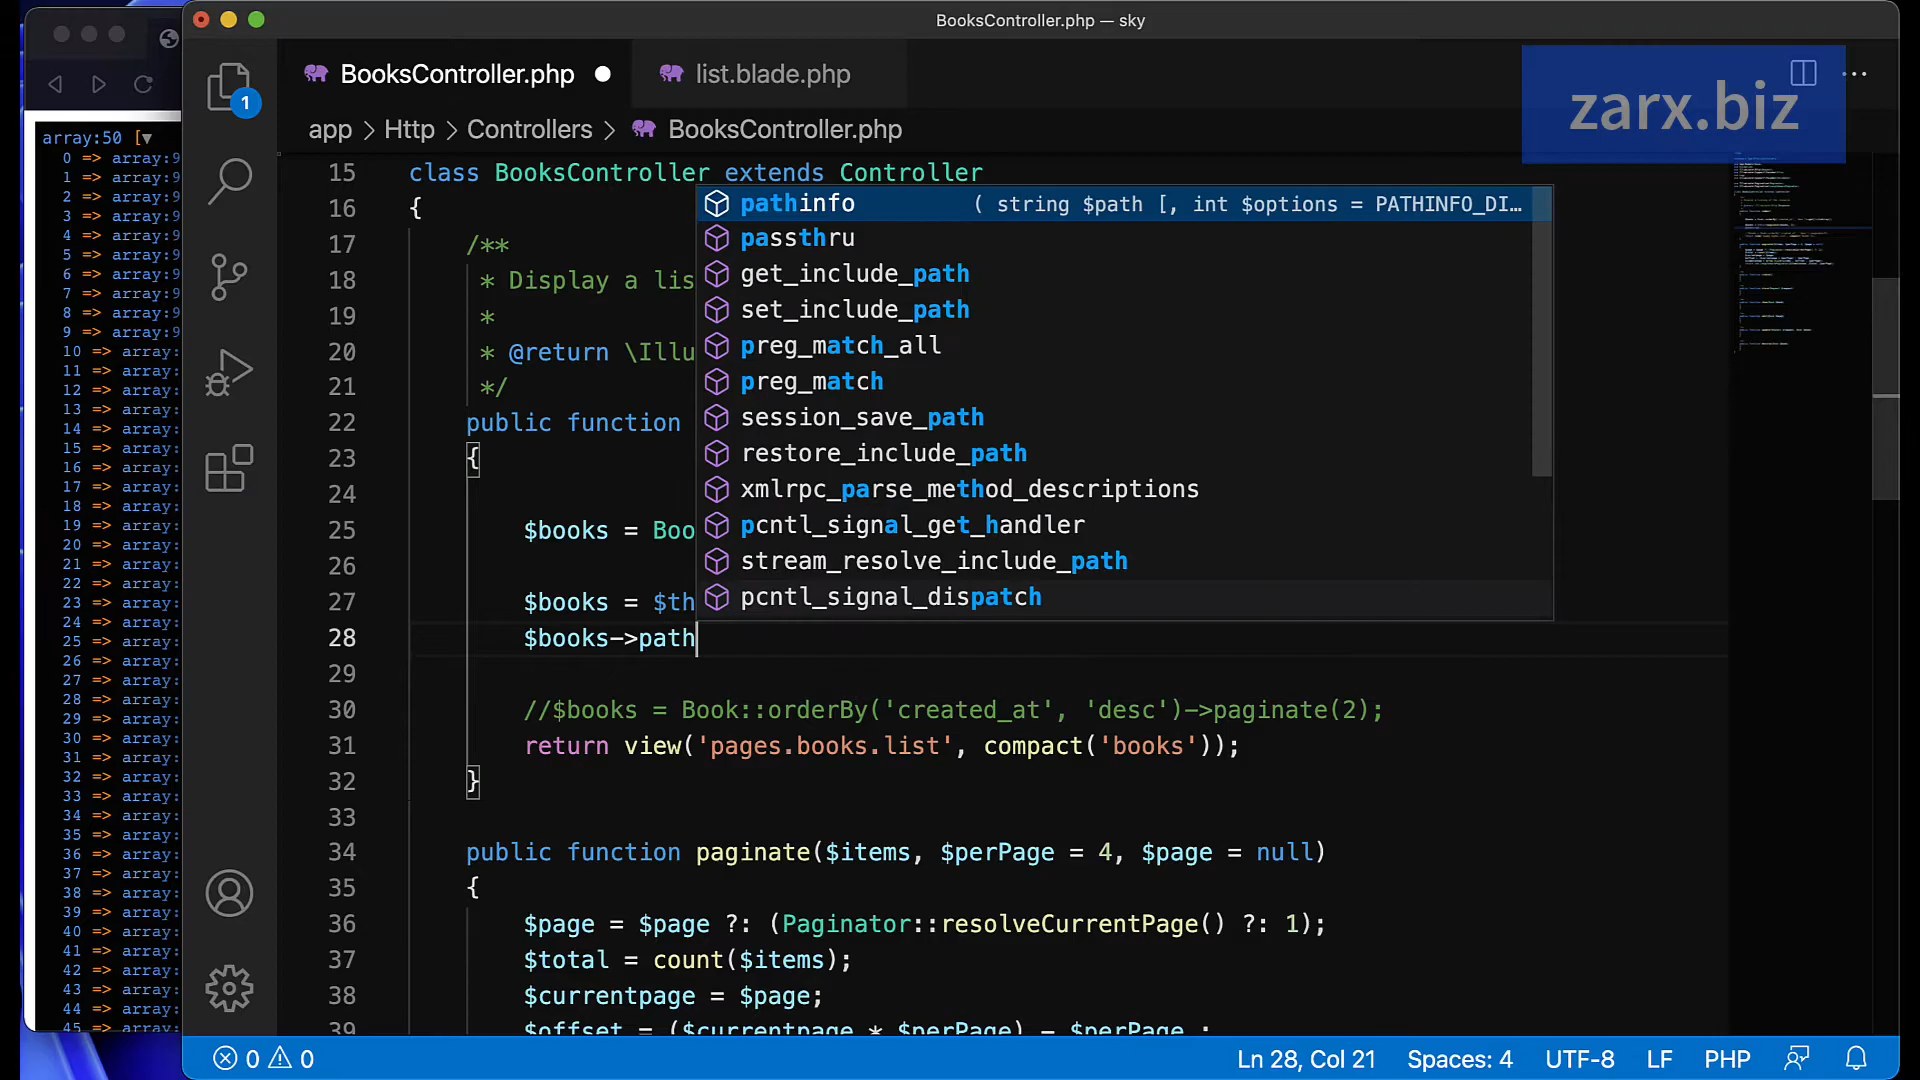 BooksController.php — sky
BooksController.php
list.blade.php
zarx.biz
1
app > Http > Controllers > BooksController.php
array:50 [▼
0 => array:9
1 => array:9
2 => array:9
3 => array:9
4 => array:9
5 => array:9
6 => array:9
7 => array:9
8 => array:9
9 => array:9
10 => array:
11 => array:
12 => array:
13 => array:
14 => array:
15 => array:
16 => array:
17 => array:
18 => array:
19 => array:
20 => array:
21 => array:
22 => array:
23 => array:
24 => array:
25 => array:
26 => array:
27 => array:
28 => array:
29 => array:
30 => array:
31 => array:
32 => array:
33 => array:
34 => array:
35 => array:
36 => array:
37 => array:
38 => array:
39 => array:
40 => array:
41 => array:
42 => array:
43 => array:
44 => array:
45 => array:
15 class BooksController extends Controller
16 {
17 /**
18 * Display a lis
19 *
20 * @return \Illu
21 */
22 public function
23 {
24
25 $books = Boo
26
27 $books = $th
28 $books->path
29
30 //$books = Book::orderBy('created_at', 'desc')->paginate(2);
31 return view('pages.books.list', compact('books'));
32 }
33
34 public function paginate($items, $perPage = 4, $page = null)
35 {
36 $page = $page ?: (Paginator::resolveCurrentPage() ?: 1);
37 $total = count($items);
38 $currentpage = $page;
39 $offset = ($currentpage * $perPage) - $perPage ;
pathinfo ( string $path [, int $options = PATHINFO_DI…
passthru
get_include_path
set_include_path
preg_match_all
preg_match
session_save_path
restore_include_path
xmlrpc_parse_method_descriptions
pcntl_signal_get_handler
stream_resolve_include_path
pcntl_signal_dispatch
0 0
Ln 28, Col 21
Spaces: 4
UTF-8
LF
PHP